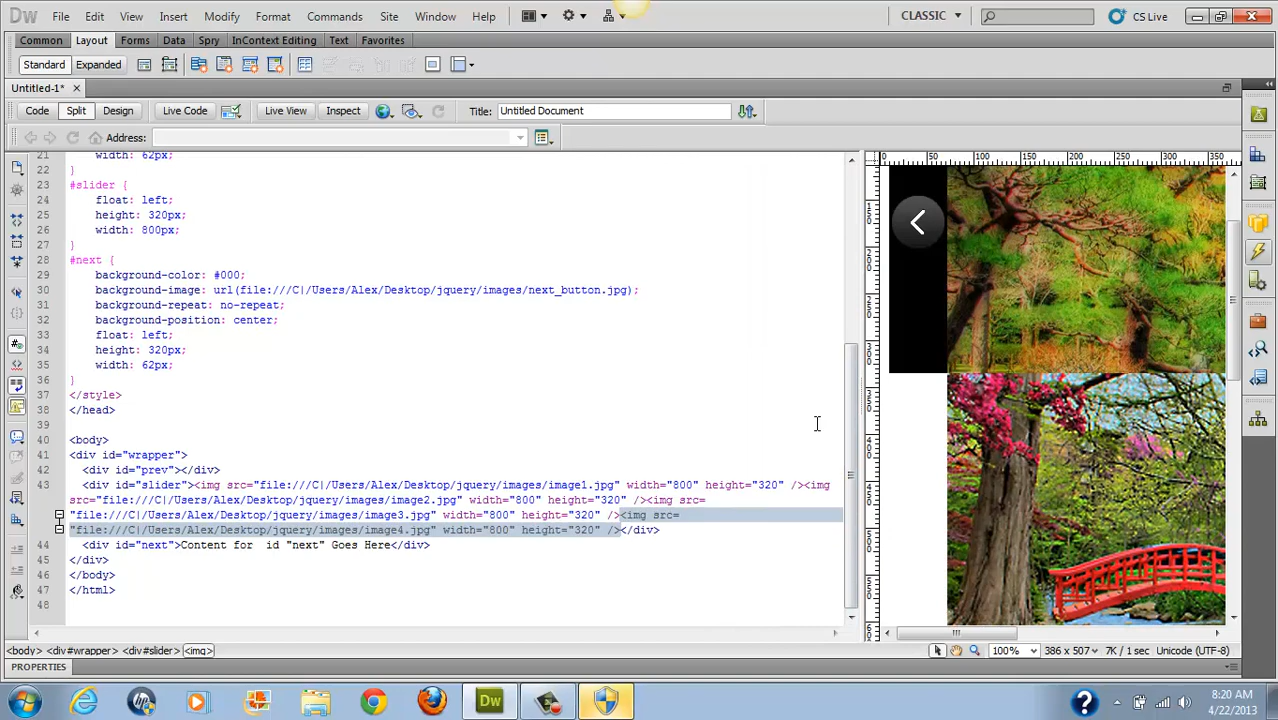 Dw File Edit View Insert Modify Format Commands Site Window Help CLASSIC CS Live
Common Layout Forms Data Spry InContext Editing Text Favorites
Standard Expanded
Untitled-1*
Code Split Design Live Code Live View Inspect Title: Untitled Document
Address:
0 50 100 150 200 250 300 350
21 width: 62px;
22 }
23 #slider {
24 float: left;
25 height: 320px;
26 width: 800px;
27 }
28 #next {
29 background-color: #000;
30 background-image: url(file:///C|/Users/Alex/Desktop/jquery/images/next_button.jpg);
31 background-repeat: no-repeat;
32 background-position: center;
33 float: left;
34 height: 320px;
35 width: 62px;
36 }
37 </style>
38 </head>
39
40 <body>
41 <div id="wrapper">
42 <div id="prev"></div>
43 <div id="slider"><img src="file:///C|/Users/Alex/Desktop/jquery/images/image1.jpg" width="800" height="320" /><img
src="file:///C|/Users/Alex/Desktop/jquery/images/image2.jpg" width="800" height="320" /><img src=
"file:///C|/Users/Alex/Desktop/jquery/images/image3.jpg" width="800" height="320" /><img src=
"file:///C|/Users/Alex/Desktop/jquery/images/image4.jpg" width="800" height="320" /></div>
44 <div id="next">Content for id "next" Goes Here</div>
45 </div>
46 </body>
47 </html>
48
<body> <div#wrapper> <div#slider> <img> 100% 386 x 507 7K / 1 sec Unicode (UTF-8)
PROPERTIES
Dw 8:20 AM
4/22/2013